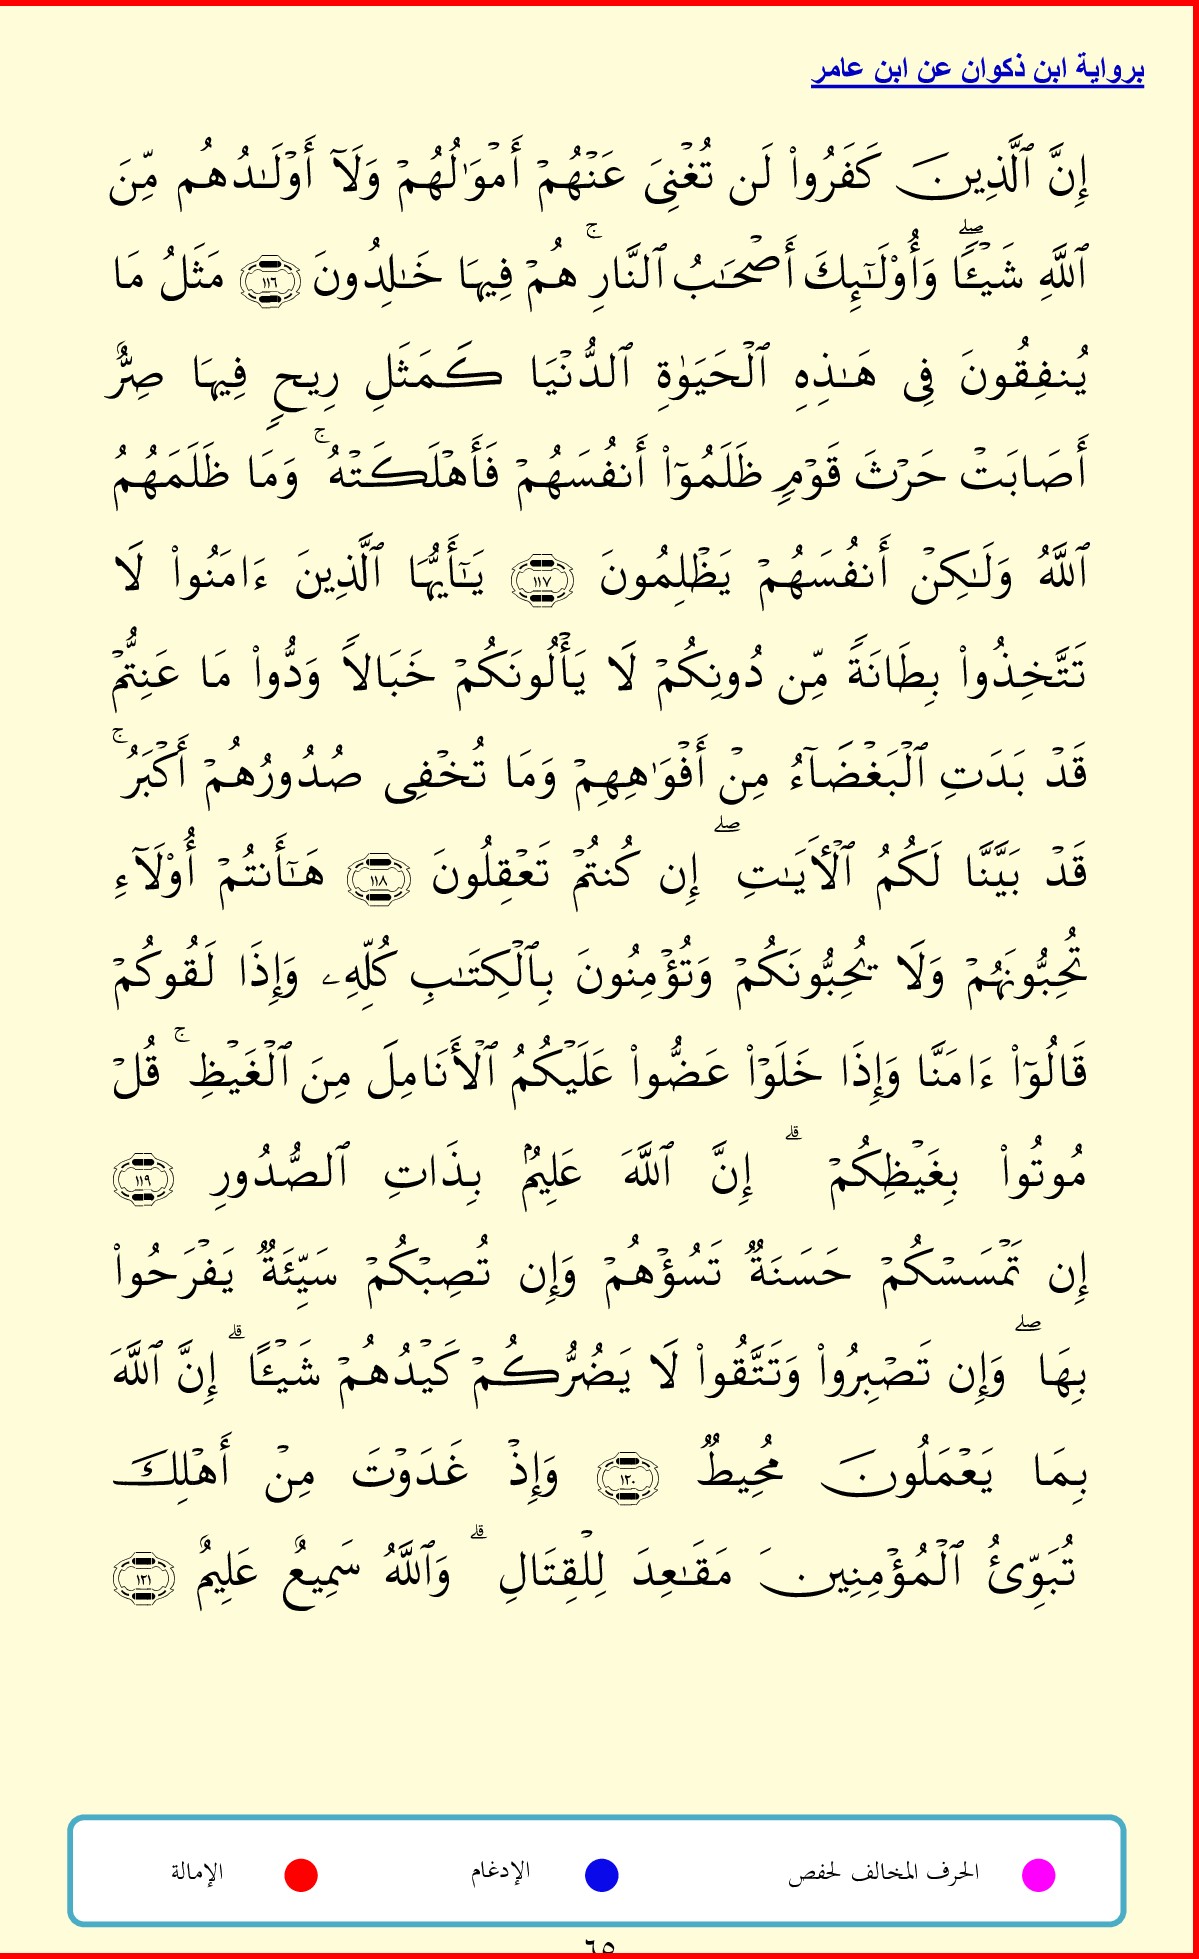 برواية ابن ذكوان عن ابن عامر
إِنَّ ٱلَّذِينَ كَفَرُوا۟ لَن تُغْنِىَ عَنْهُمْ أَمْوَٰلُهُمْ وَلَآ أَوْلَـٰدُهُم مِّنَ
ٱللَّهِ شَيْـًٔا ۖ وَأُو۟لَـٰٓئِكَ أَصْحَـٰبُ ٱلنَّارِ ۚ هُمْ فِيهَا خَـٰلِدُونَ ١١٦ مَثَلُ مَا
يُنفِقُونَ فِى هَـٰذِهِ ٱلْحَيَوٰةِ ٱلدُّنْيَا كَمَثَلِ رِيحٍ فِيهَا صِرٌّ
أَصَابَتْ حَرْثَ قَوْمٍ ظَلَمُوٓا۟ أَنفُسَهُمْ فَأَهْلَكَتْهُ ۚ وَمَا ظَلَمَهُمُ
ٱللَّهُ وَلَـٰكِنْ أَنفُسَهُمْ يَظْلِمُونَ ١١٧ يَـٰٓأَيُّهَا ٱلَّذِينَ ءَامَنُوا۟ لَا
تَتَّخِذُوا۟ بِطَانَةً مِّن دُونِكُمْ لَا يَأْلُونَكُمْ خَبَالًا وَدُّوا۟ مَا عَنِتُّمْ
قَدْ بَدَتِ ٱلْبَغْضَآءُ مِنْ أَفْوَٰهِهِمْ وَمَا تُخْفِى صُدُورُهُمْ أَكْبَرُ ۚ
قَدْ بَيَّنَّا لَكُمُ ٱلْأَيَـٰتِ ۖ إِن كُنتُمْ تَعْقِلُونَ ١١٨ هَـٰٓأَنتُمْ أُو۟لَآءِ
تُحِبُّونَهُمْ وَلَا يُحِبُّونَكُمْ وَتُؤْمِنُونَ بِٱلْكِتَـٰبِ كُلِّهِۦ وَإِذَا لَقُوكُمْ
قَالُوٓا۟ ءَامَنَّا وَإِذَا خَلَوْا۟ عَضُّوا۟ عَلَيْكُمُ ٱلْأَنَامِلَ مِنَ ٱلْغَيْظِ ۚ قُلْ
مُوتُوا۟ بِغَيْظِكُمْ ۗ إِنَّ ٱللَّهَ عَلِيمٌۢ بِذَاتِ ٱلصُّدُورِ ١١٩
إِن تَمْسَسْكُمْ حَسَنَةٌ تَسُؤْهُمْ وَإِن تُصِبْكُمْ سَيِّئَةٌ يَفْرَحُوا۟
بِهَا ۖ وَإِن تَصْبِرُوا۟ وَتَتَّقُوا۟ لَا يَضُرُّكُمْ كَيْدُهُمْ شَيْـًٔا ۗ إِنَّ ٱللَّهَ
بِمَا يَعْمَلُونَ مُحِيطٌ ١٢٠ وَإِذْ غَدَوْتَ مِنْ أَهْلِكَ
تُبَوِّئُ ٱلْمُؤْمِنِينَ مَقَـٰعِدَ لِلْقِتَالِ ۗ وَٱللَّهُ سَمِيعٌ عَلِيمٌ ١٢١
الحرف المخالف لحفص الإدغام الإمالة
٦٥